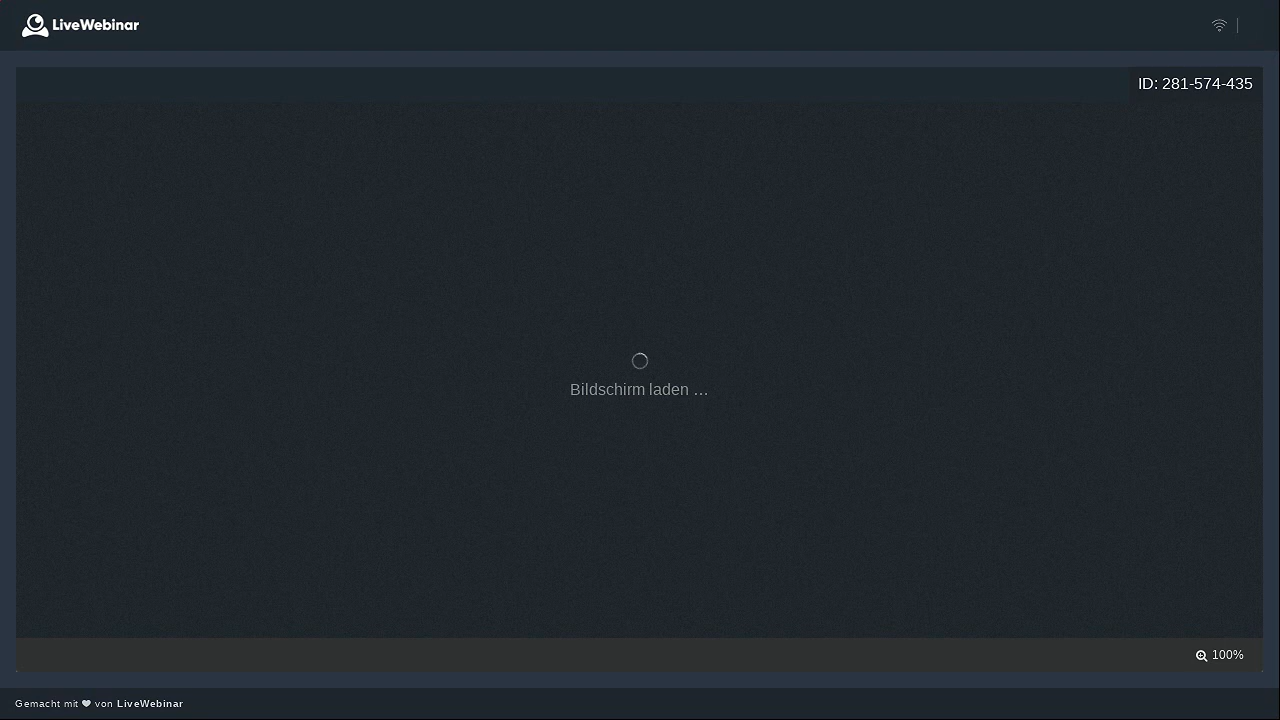 LiveWebinar
ID: 281-574-435
Bildschirm laden ...
100%
Gemacht mit ❤ von LiveWebinar